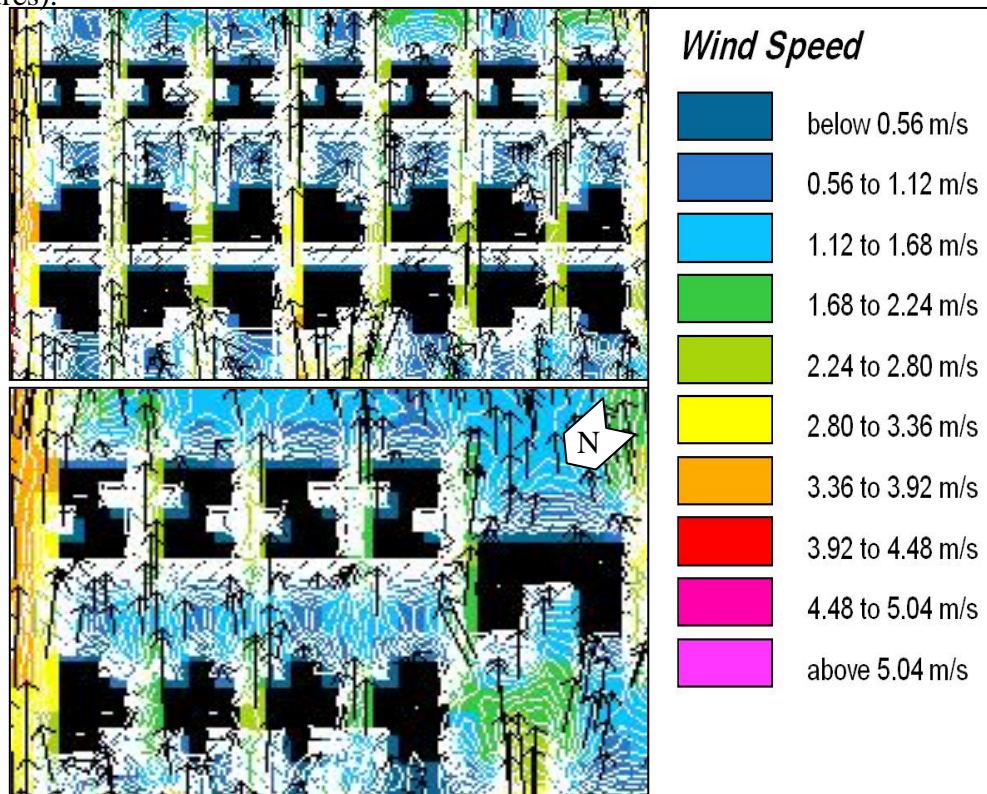 Wind Speed
below 0.56 m/s
0.56 to 1.12 m/s
1.12 to 1.68 m/s
1.68 to 2.24 m/s
2.24 to 2.80 m/s
2.80 to 3.36 m/s
3.36 to 3.92 m/s
3.92 to 4.48 m/s
4.48 to 5.04 m/s
above 5.04 m/s
N